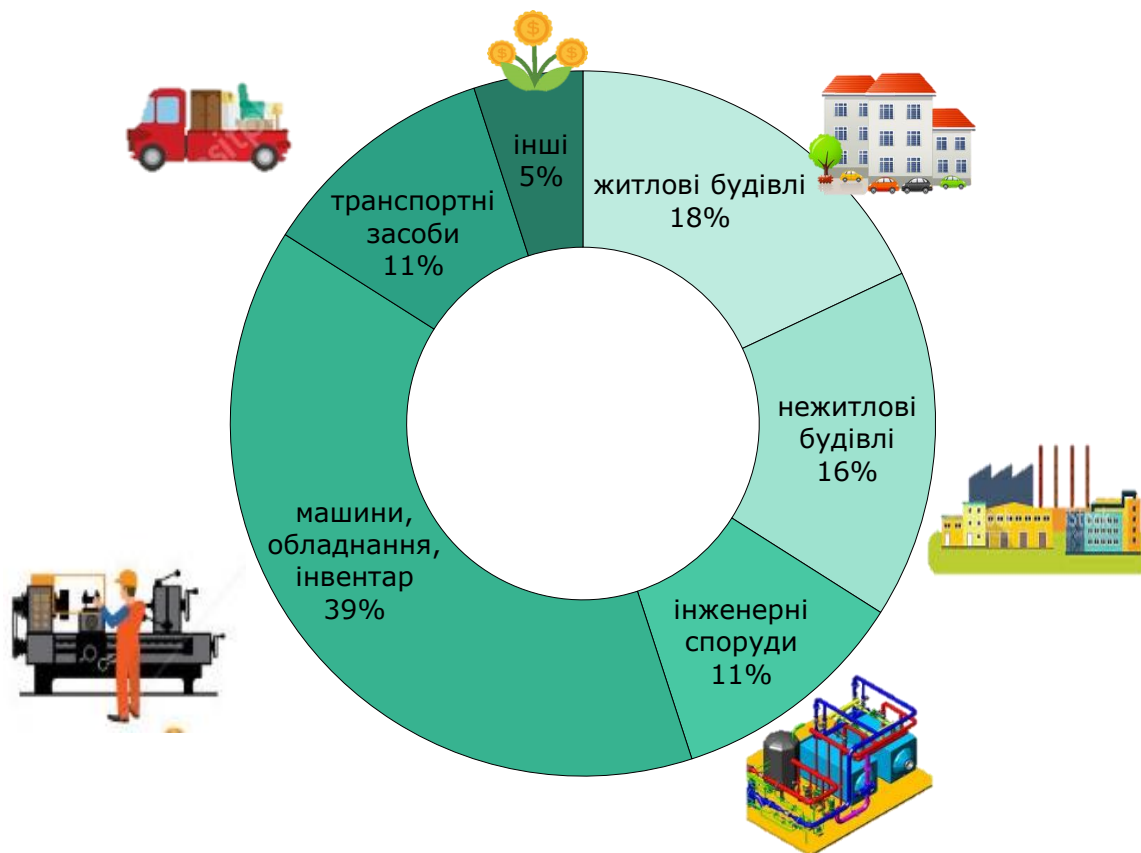 житлові будівлі
18%
нежитлові
будівлі
16%
інженерні
споруди
11%
машини,
обладнання,
інвентар
39%
транспортні
засоби
11%
інші
5%